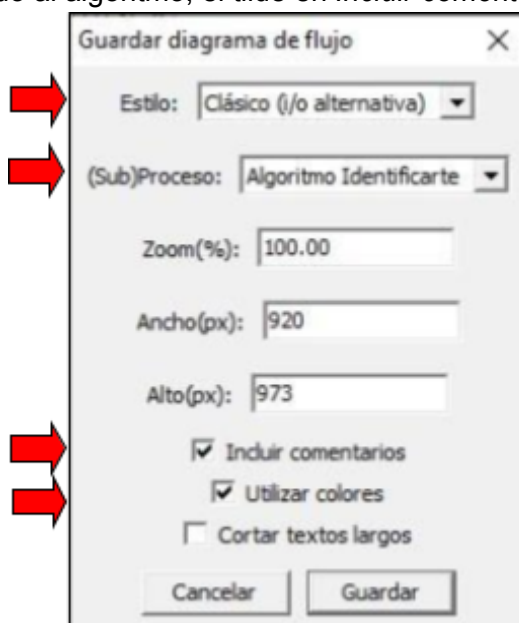 Guardar diagrama de flujo
Estilo: Clásico (i/o alternativa)
(Sub)Proceso: Algoritmo Identificarte
Zoom(%): 100.00
Ancho(px): 920
Alto(px): 973
Incluir comentarios
Utilizar colores
Cortar textos largos
Cancelar Guardar